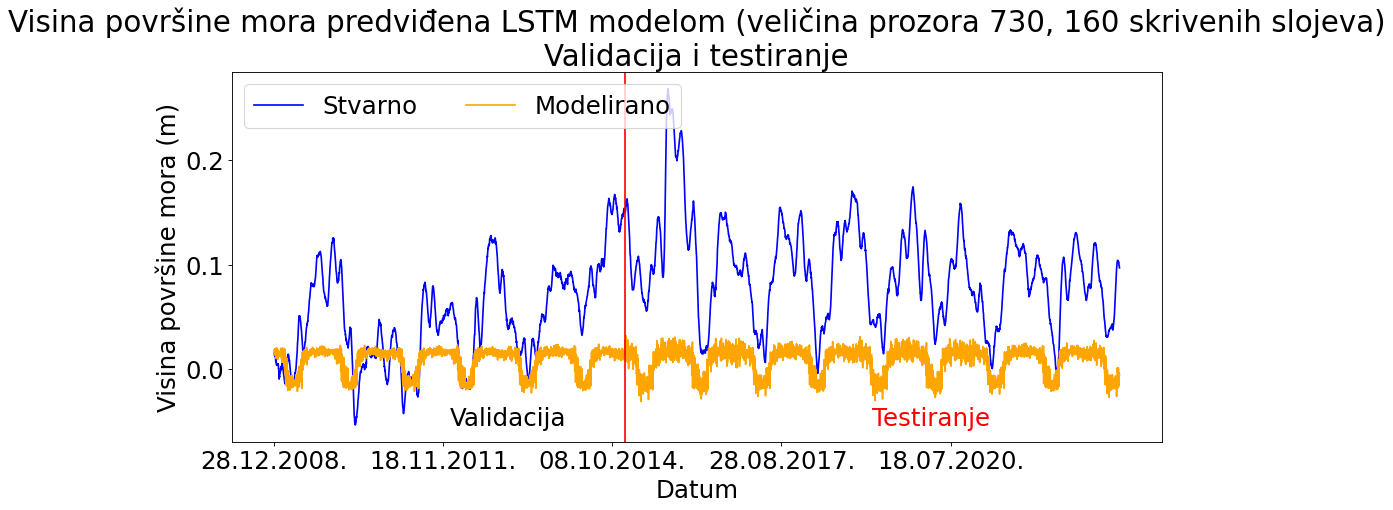 Visina površine mora predviđena LSTM modelom (veličina prozora 730, 160 skrivenih slojeva)
Validacija i testiranje
Stvarno
Modelirano
Visina površine mora (m)
0.2
0.1
0.0
Validacija
Testiranje
28.12.2008.
18.11.2011.
08.10.2014.
28.08.2017.
18.07.2020.
Datum